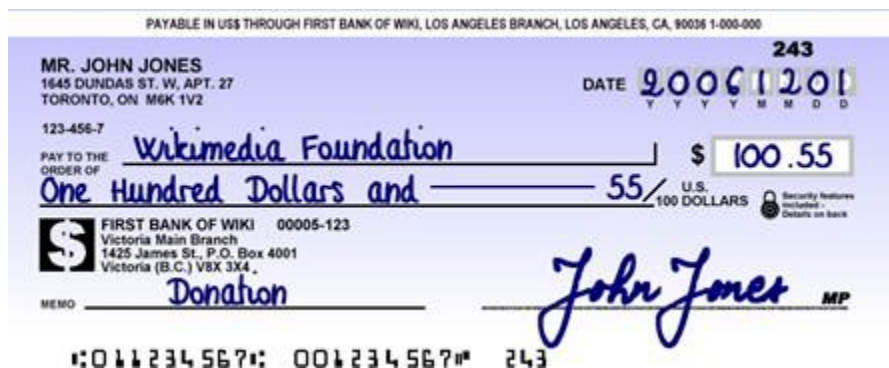 PAYABLE IN US$ THROUGH FIRST BANK OF WIKI, LOS ANGELES BRANCH, LOS ANGELES, CA, 90036 1-000-000
243
MR. JOHN JONES
1645 DUNDAS ST. W, APT. 27
TORONTO, ON M6K 1V2
DATE 20061201
Y Y Y Y M M D D
123-456-7
PAY TO THE ORDER OF Wikimedia Foundation $ 100.55
One Hundred Dollars and 55/100 U.S. DOLLARS
Security features included - Details on back
FIRST BANK OF WIKI 00005-123
Victoria Main Branch
1425 James St., P.O. Box 4001
Victoria (B.C.) V8X 3X4
MEMO Donation John Jones MP
⑆011234567⑆ 001234567⑈ 243